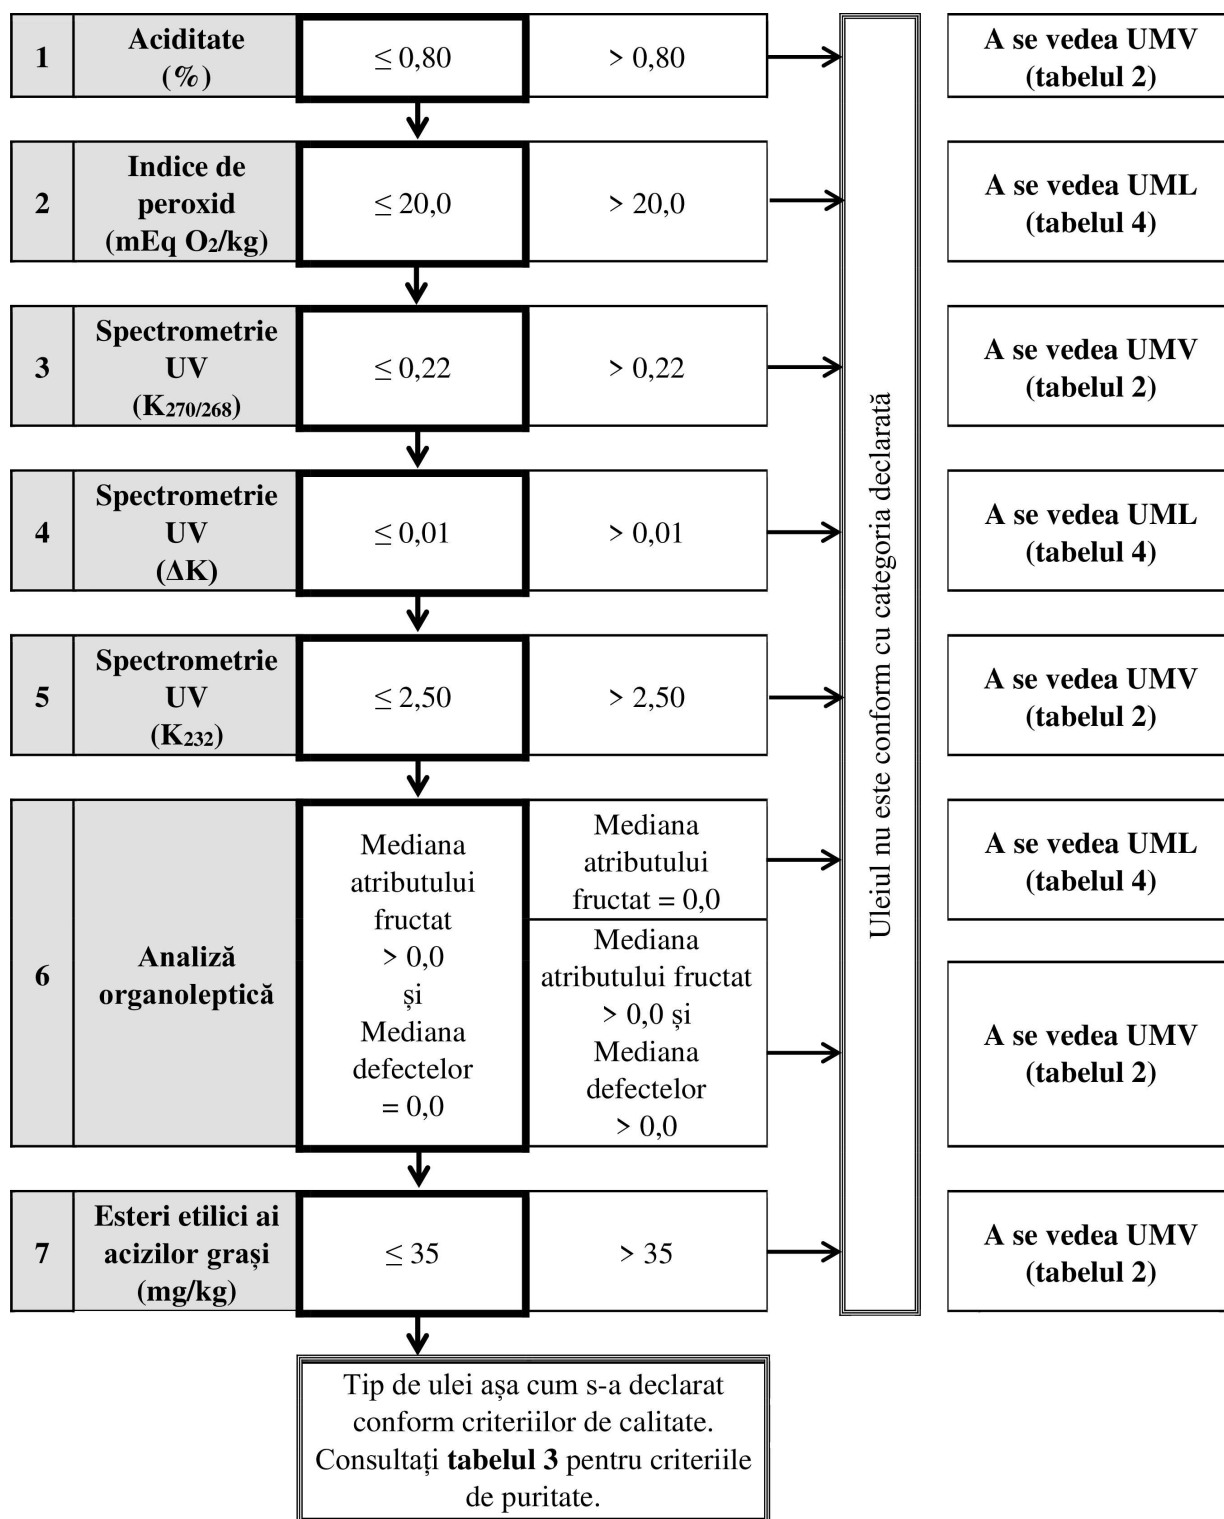 1
Aciditate
(%)
≤ 0,80
> 0,80
A se vedea UMV
(tabelul 2)
2
Indice de
peroxid
(mEq O₂/kg)
≤ 20,0
> 20,0
A se vedea UML
(tabelul 4)
3
Spectrometrie
UV
(K₂₇₀/₂₆₈)
≤ 0,22
> 0,22
A se vedea UMV
(tabelul 2)
4
Spectrometrie
UV
(ΔK)
≤ 0,01
> 0,01
A se vedea UML
(tabelul 4)
5
Spectrometrie
UV
(K₂₃₂)
≤ 2,50
> 2,50
A se vedea UMV
(tabelul 2)
6
Analiză
organoleptică
Mediana
atributului
fructat
> 0,0
și
Mediana
defectelor
= 0,0
Mediana
atributului
fructat = 0,0
A se vedea UML
(tabelul 4)
Mediana
atributului fructat
> 0,0 și
Mediana
defectelor
> 0,0
A se vedea UMV
(tabelul 2)
7
Esteri etilici ai
acizilor grași
(mg/kg)
≤ 35
> 35
A se vedea UMV
(tabelul 2)
Uleiul nu este conform cu categoria declarată
Tip de ulei așa cum s-a declarat
conform criteriilor de calitate.
Consultați tabelul 3 pentru criteriile
de puritate.